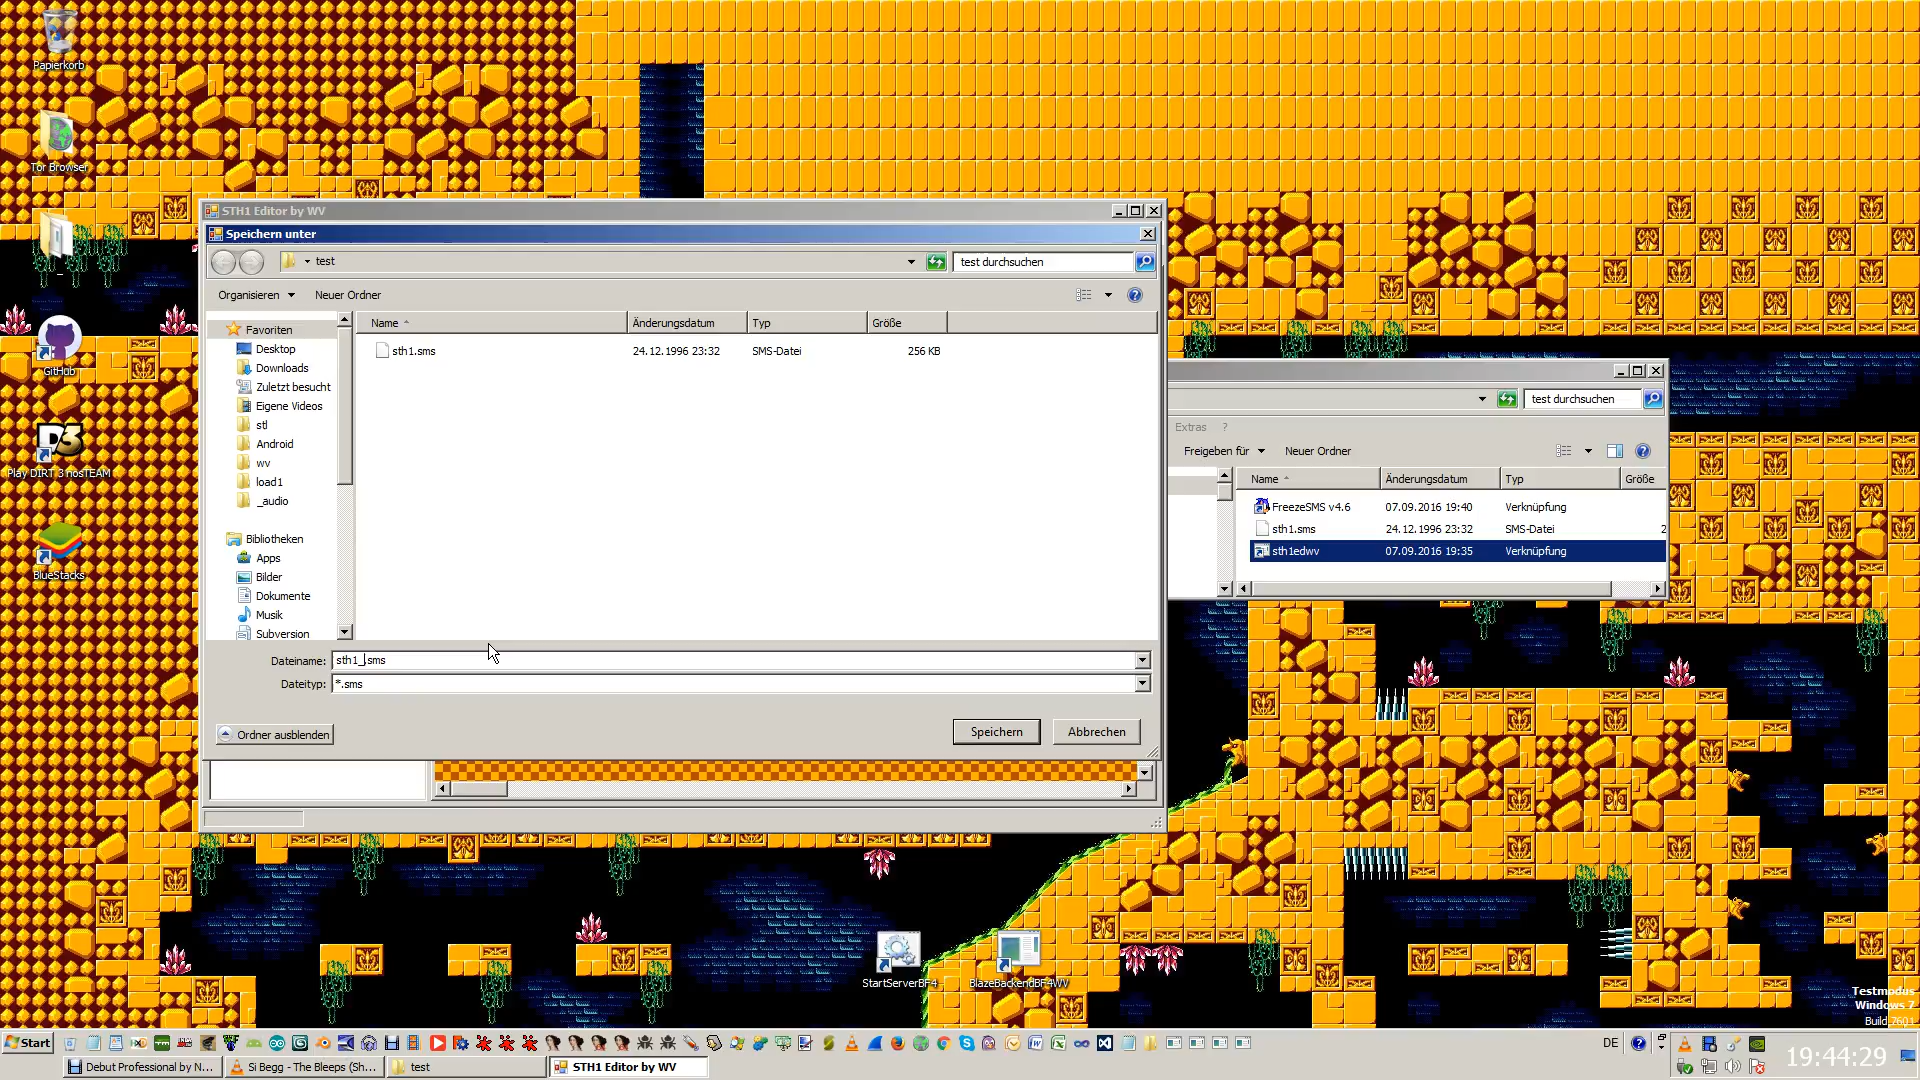 Papierkorb
Tor Browser
_
GitHub
Play DIRT 3 nosTEAM
BlueStacks
STH1 Editor by WV
Speichern unter
test
test durchsuchen
Organisieren
Neuer Ordner
Favoriten
Desktop
Downloads
Zuletzt besucht
Eigene Videos
stl
Android
wv
load1
_audio
Bibliotheken
Apps
Bilder
Dokumente
Musik
Subversion
Name
Änderungsdatum
Typ
Größe
sth1.sms
24.12.1996 23:32
SMS-Datei
256 KB
Dateiname:
sth1_.sms
Dateityp:
*.sms
Ordner ausblenden
Speichern
Abbrechen
test durchsuchen
Extras
?
Freigeben für
Neuer Ordner
Name
Änderungsdatum
Typ
Größe
FreezeSMS v4.6
07.09.2016 19:40
Verknüpfung
sth1.sms
24.12.1996 23:32
SMS-Datei
2
sth1edwv
07.09.2016 19:35
Verknüpfung
StartServerBF4
BlazeBackendBF4WV
Testmodus
Windows 7
Build 7601
Start
DE
19:44:29
Debut Professional by N...
Si Begg - The Bleeps (Sh...
test
STH1 Editor by WV